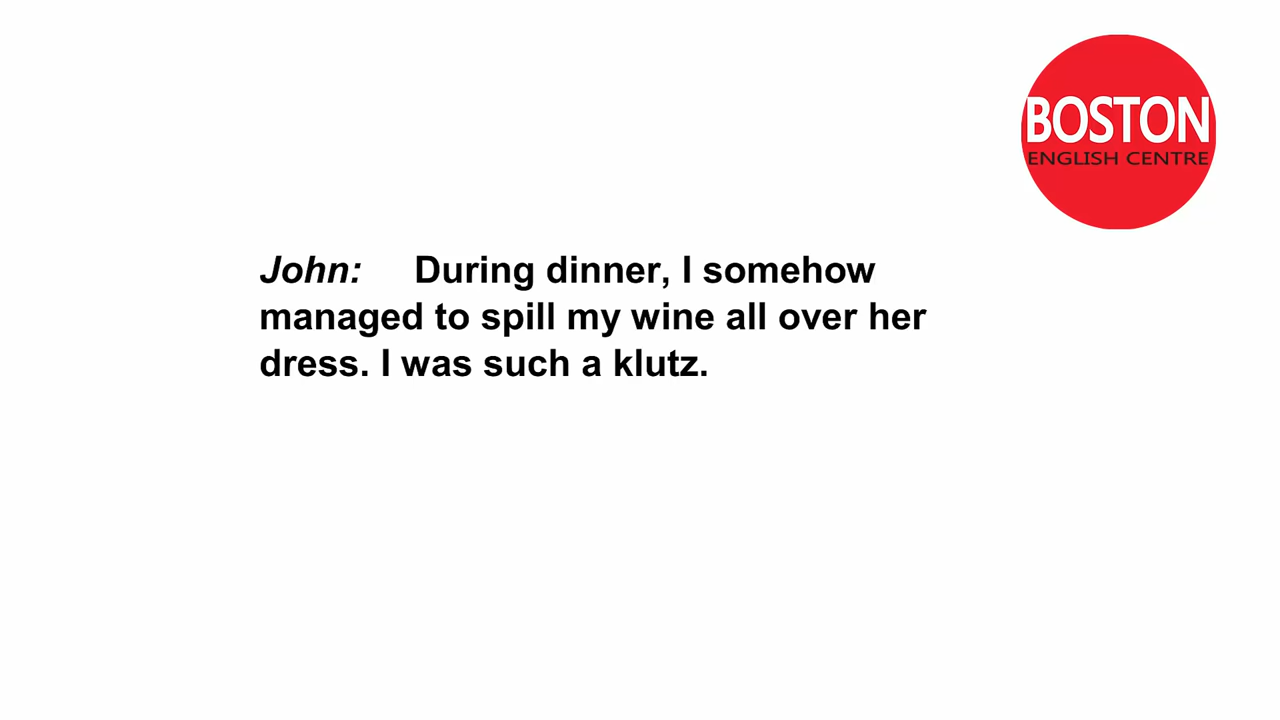 BOSTON
ENGLISH CENTRE
John: During dinner, I somehow
managed to spill my wine all over her
dress. I was such a klutz.